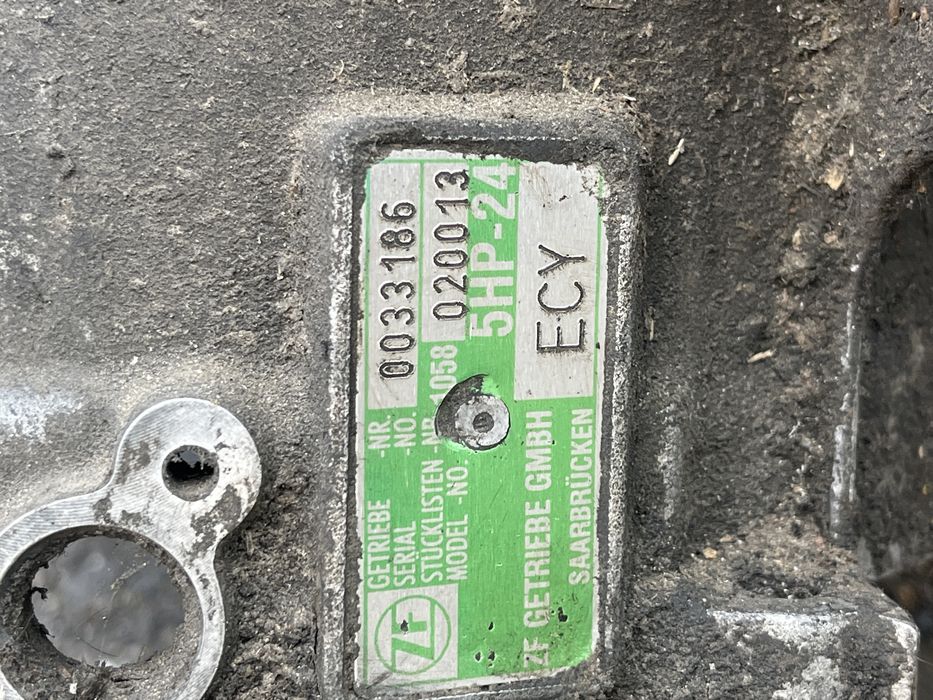 GETRIEBE -NR.
SERIAL -NO. 0033186
STÜCKLISTEN -NR.
MODEL -NO. 1058 020013
5HP-24
ZF
ECY
ZF GETRIEBE GMBH
SAARBRÜCKEN